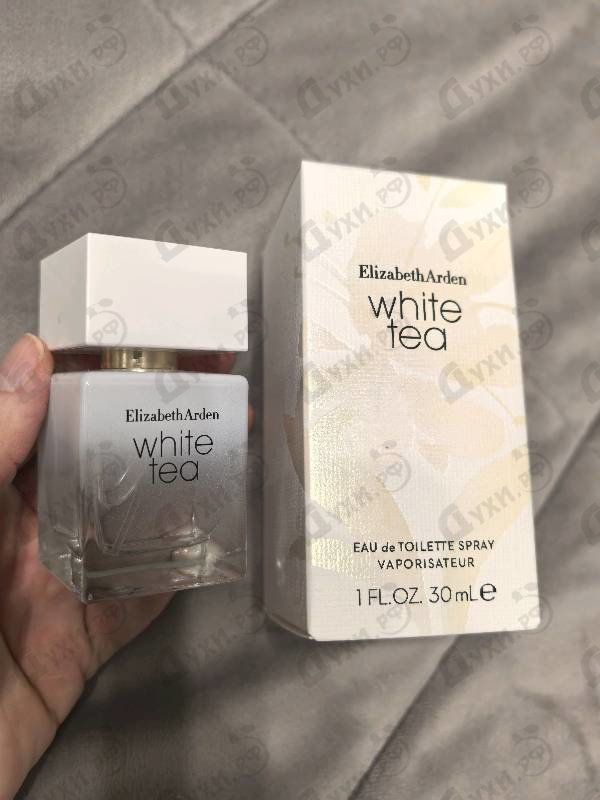 ElizabethArden
white
tea
ElizabethArden
white
tea
EAU de TOILETTE SPRAY
VAPORISATEUR
1 FL.OZ. 30 mL e
Духи.РФ